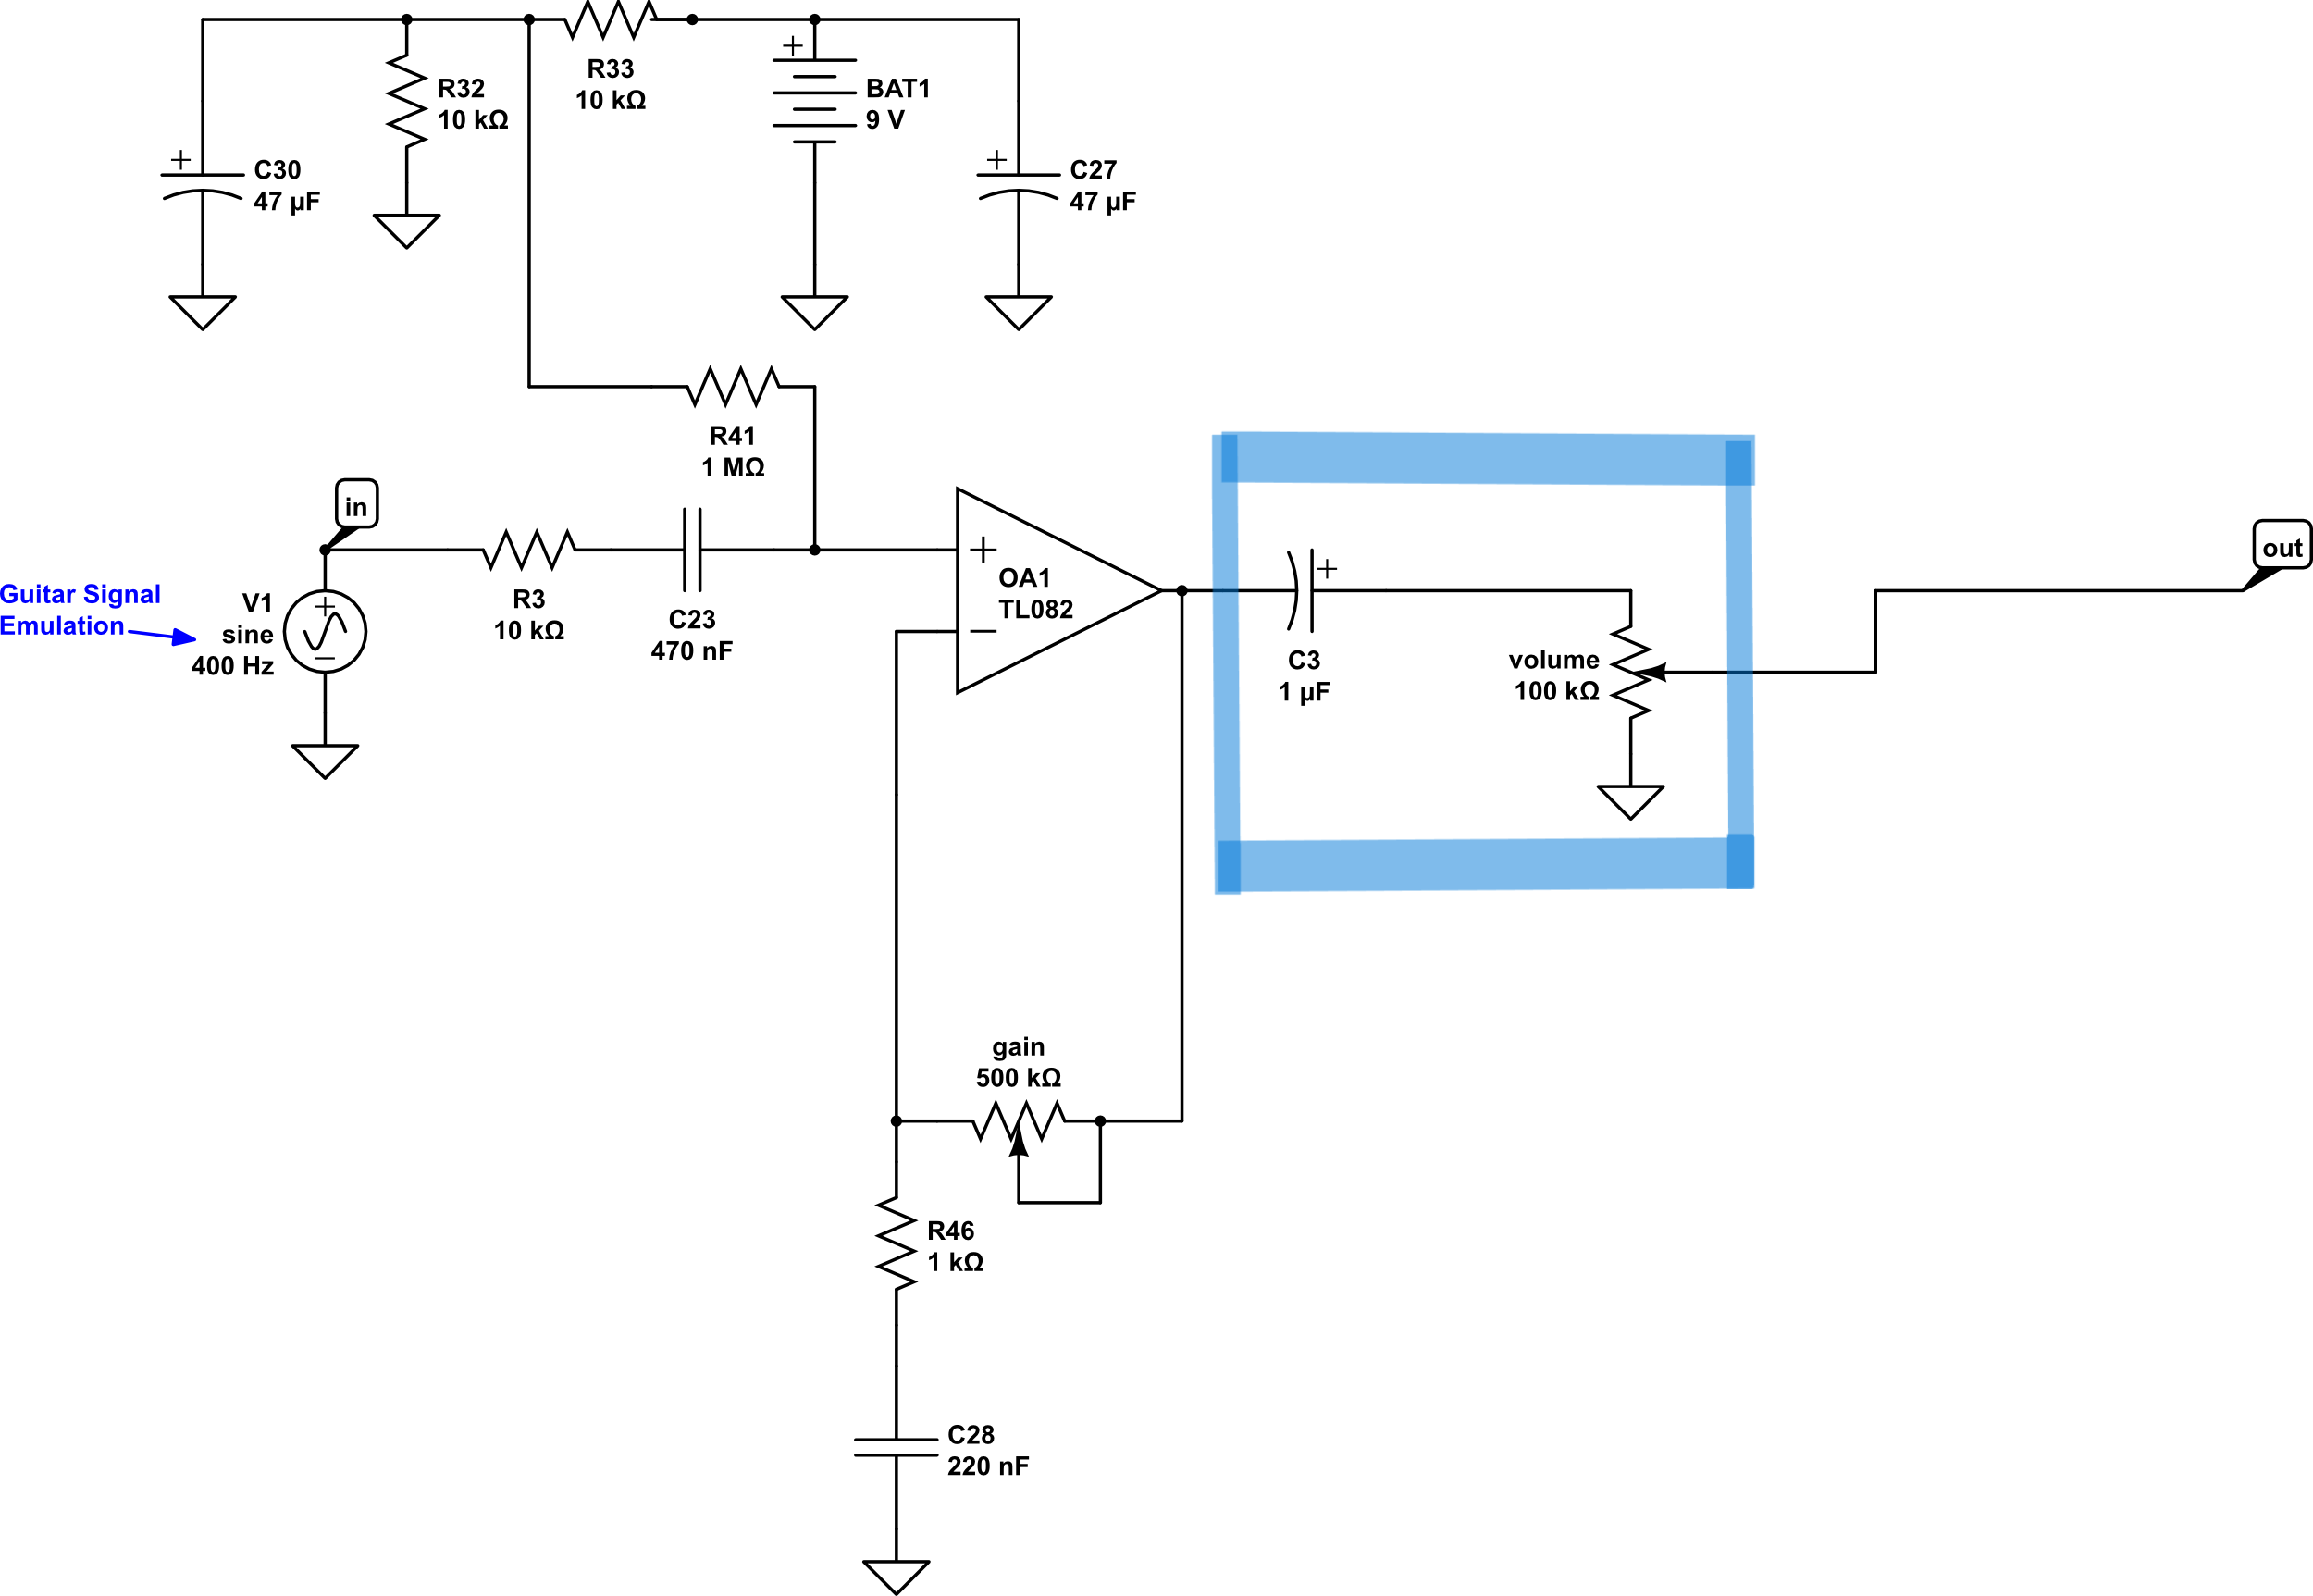 R33
10 kΩ
R32
10 kΩ
BAT1
9 V
C30
47 µF
C27
47 µF
R41
1 MΩ
in
out
Guitar Signal
Emulation
V1
sine
400 Hz
R3
10 kΩ
C23
470 nF
OA1
TL082
C3
1 µF
volume
100 kΩ
gain
500 kΩ
R46
1 kΩ
C28
220 nF